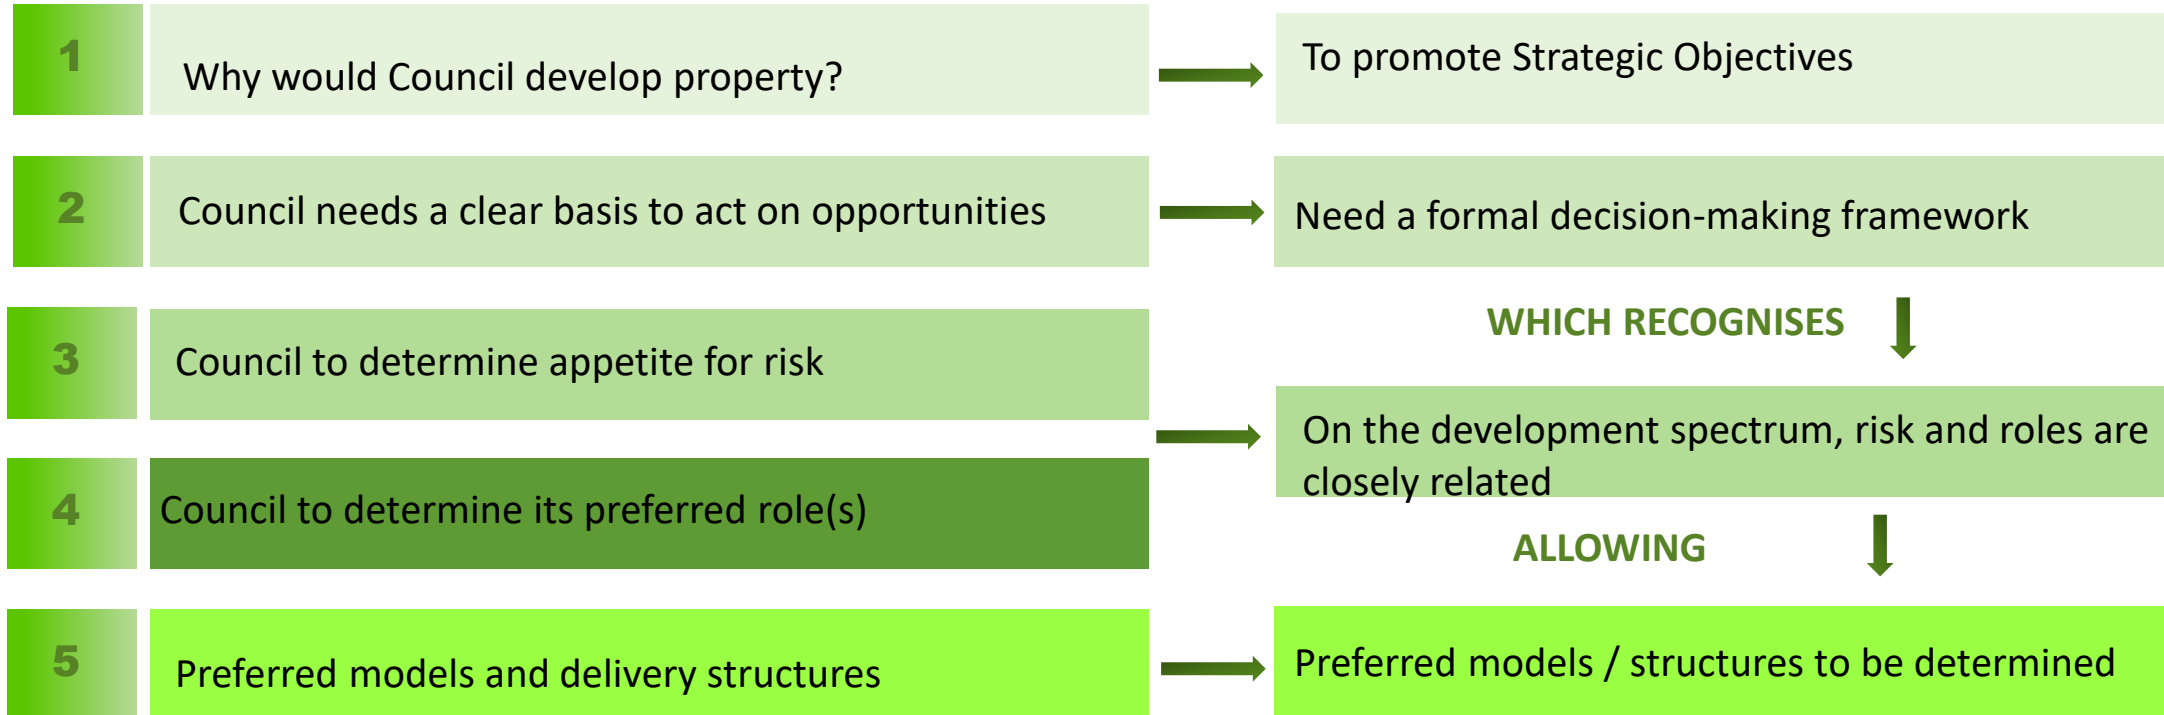 1
Why would Council develop property?
To promote Strategic Objectives
2
Council needs a clear basis to act on opportunities
Need a formal decision-making framework
WHICH RECOGNISES
3
Council to determine appetite for risk
On the development spectrum, risk and roles are
closely related
4
Council to determine its preferred role(s)
ALLOWING
5
Preferred models and delivery structures
Preferred models / structures to be determined